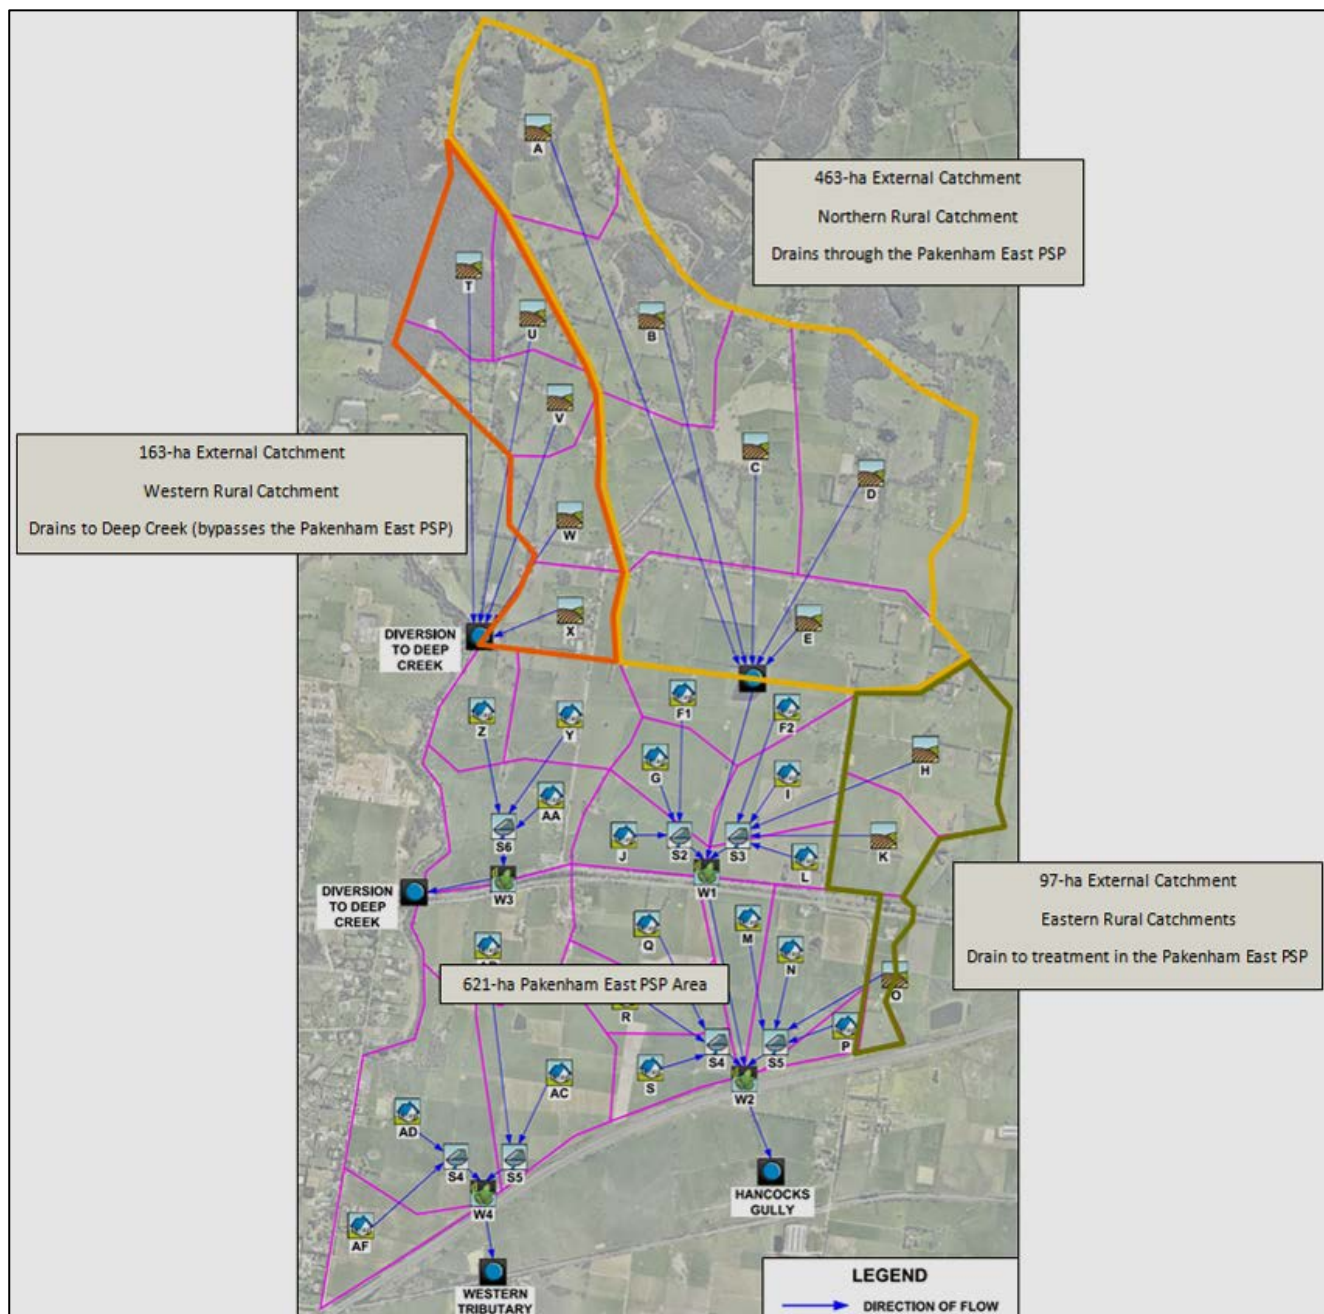 A
463-ha External Catchment
Northern Rural Catchment
Drains through the Pakenham East PSP
T
U
B
V
C
D
163-ha External Catchment
Western Rural Catchment
Drains to Deep Creek (bypasses the Pakenham East PSP)
W
X
E
DIVERSION
TO DEEP
CREEK
Z
Y
F1
F2
G
H
I
AA
S6
J
S2
S3
L
K
W3
W1
DIVERSION
TO DEEP
CREEK
97-ha External Catchment
Eastern Rural Catchments
Drain to treatment in the Pakenham East PSP
Q
M
N
621-ha Pakenham East PSP Area
O
R
P
S4
S5
S
W2
AC
AD
S4
S5
W4
HANCOCKS
GULLY
AF
WESTERN
TRIBUTARY
LEGEND
DIRECTION OF FLOW